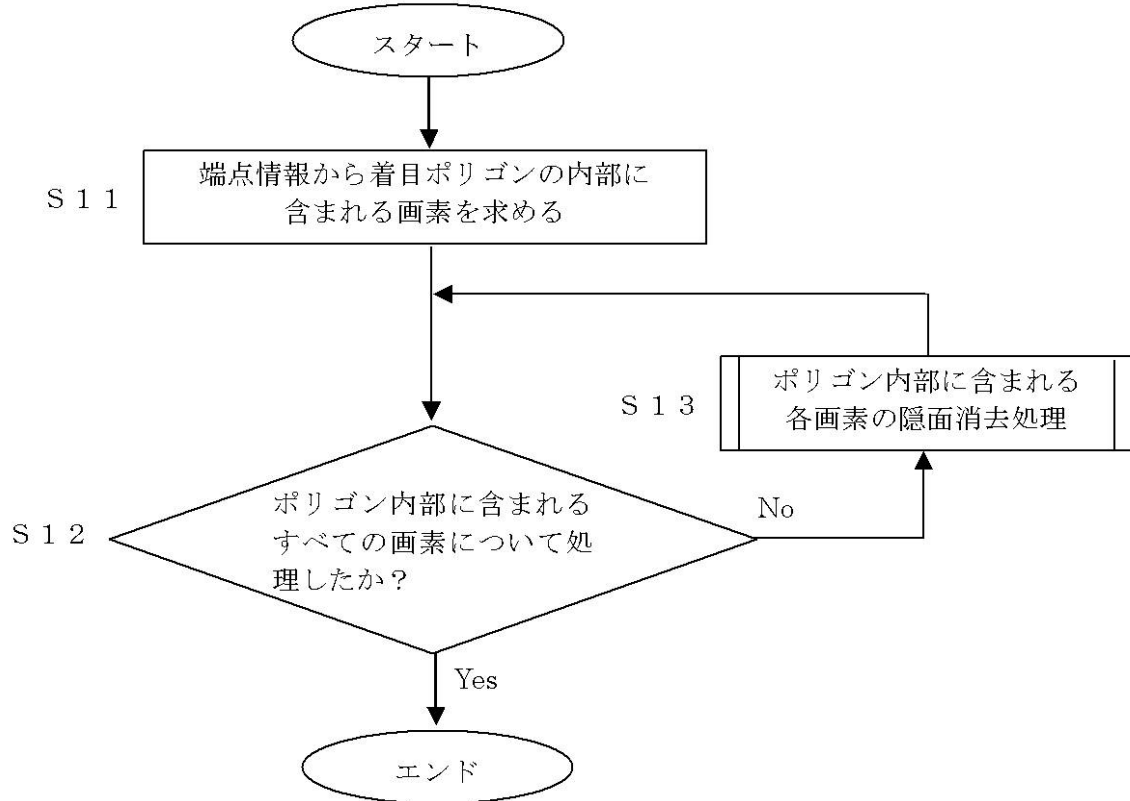 スタート
S11
端点情報から着目ポリゴンの内部に
含まれる画素を求める
S13
ポリゴン内部に含まれる
各画素の隠面消去処理
S12
ポリゴン内部に含まれる
すべての画素について処
理したか？
No
Yes
エンド